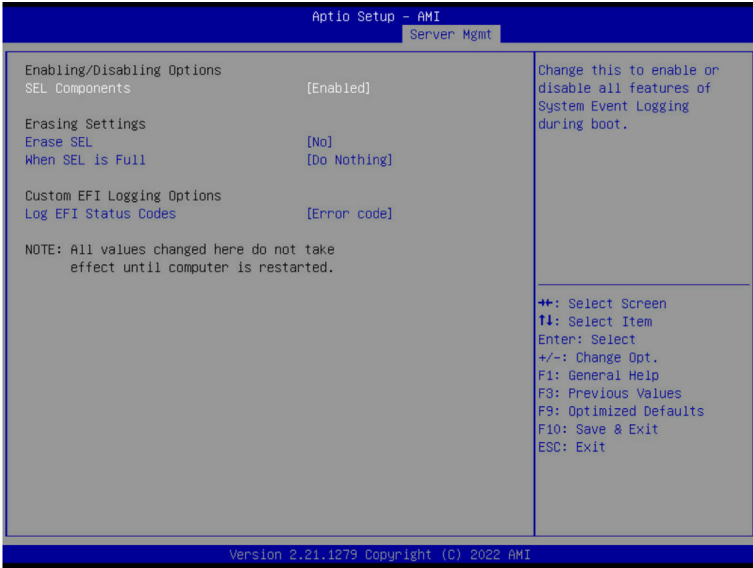 Aptio Setup - AMI
Server Mgmt
Enabling/Disabling Options
SEL Components [Enabled]
Erasing Settings
Erase SEL [No]
When SEL is Full [Do Nothing]
Custom EFI Logging Options
Log EFI Status Codes [Error code]
NOTE: All values changed here do not take
effect until computer is restarted.
Change this to enable or
disable all features of
System Event Logging
during boot.
→←: Select Screen
↑↓: Select Item
Enter: Select
+/-: Change Opt.
F1: General Help
F3: Previous Values
F9: Optimized Defaults
F10: Save & Exit
ESC: Exit
Version 2.21.1279 Copyright (C) 2022 AMI